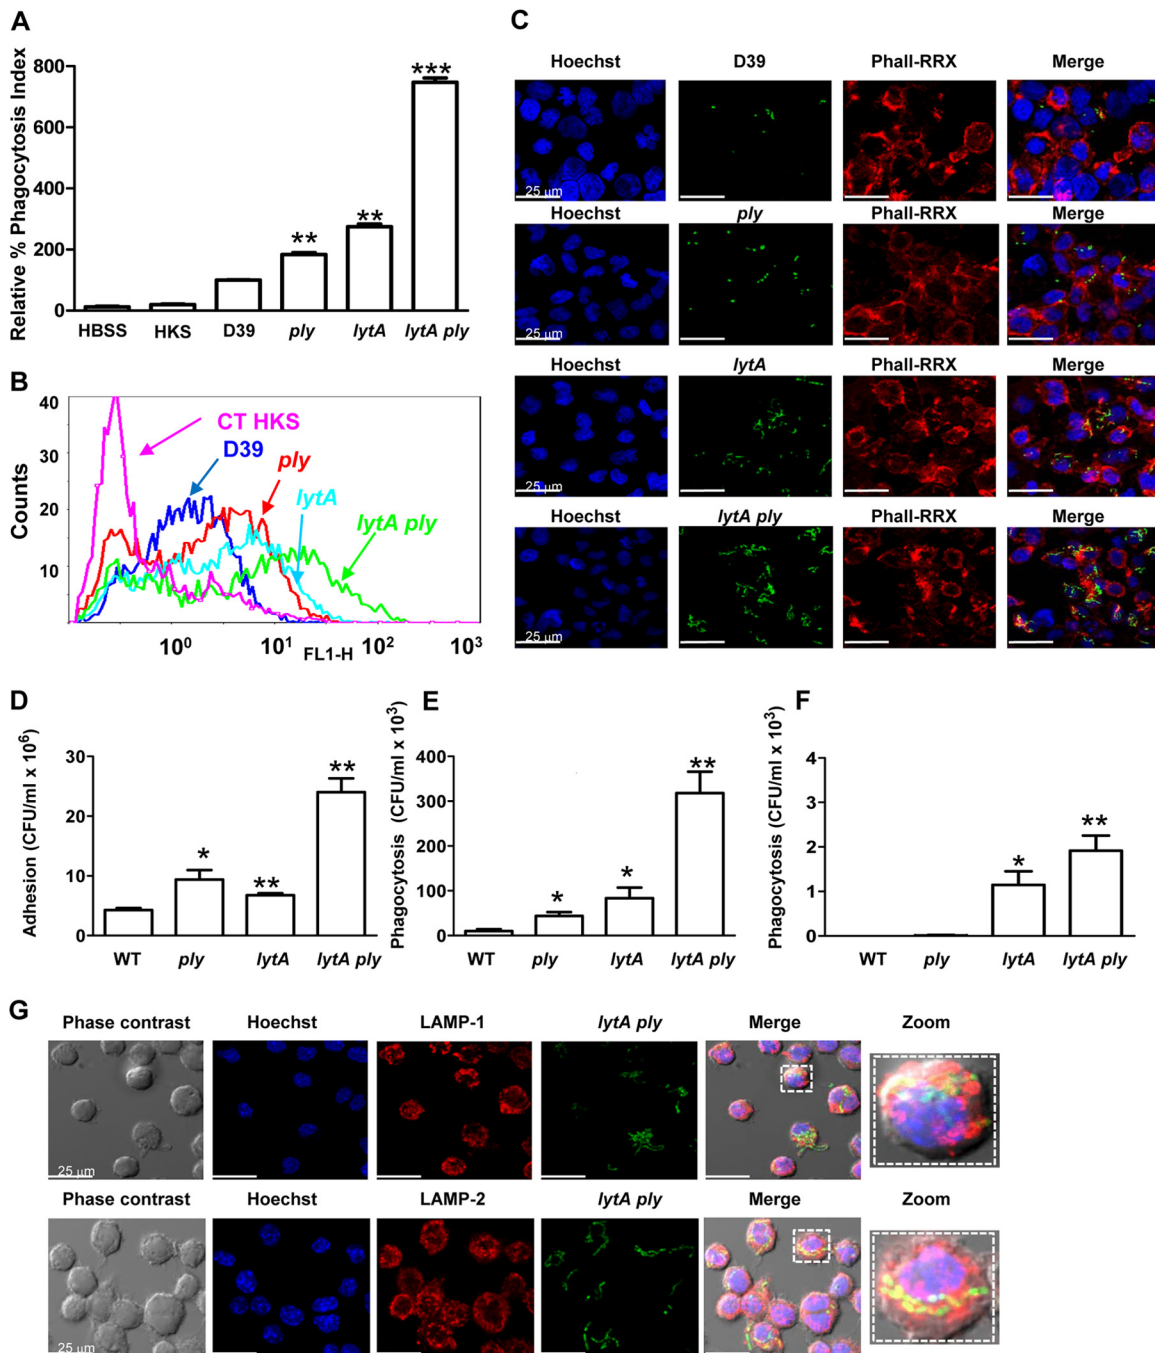 A
Relative % Phagocytosis Index
800
600
400
200
0
***
**
**
HBSS HKS D39 ply lytA lytA ply
B
Counts
40
30
20
10
CT HKS
D39
ply
lytA
lytA ply
10⁰ 10¹ 10² 10³
FL1-H
C
Hoechst D39 Phall-RRX Merge
25 µm
Hoechst ply Phall-RRX Merge
25 µm
Hoechst lytA Phall-RRX Merge
25 µm
Hoechst lytA ply Phall-RRX Merge
25 µm
D
Adhesion (CFU/ml x 10⁶)
30
20
10
0
**
*
**
WT ply lytA lytA ply
E
Phagocytosis (CFU/ml x 10³)
400
300
200
100
0
**
*
*
WT ply lytA lytA ply
F
Phagocytosis (CFU/ml x 10³)
4
3
2
1
0
**
*
WT ply lytA lytA ply
G
Phase contrast Hoechst LAMP-1 lytA ply Merge Zoom
25 µm
Phase contrast Hoechst LAMP-2 lytA ply Merge Zoom
25 µm